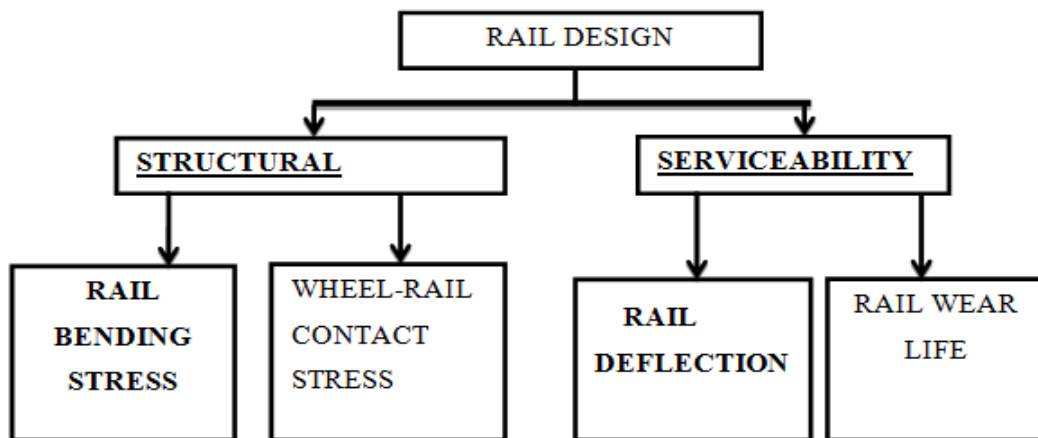 RAIL DESIGN
STRUCTURAL
SERVICEABILITY
RAIL
BENDING
STRESS
WHEEL-RAIL
CONTACT
STRESS
RAIL
DEFLECTION
RAIL WEAR
LIFE